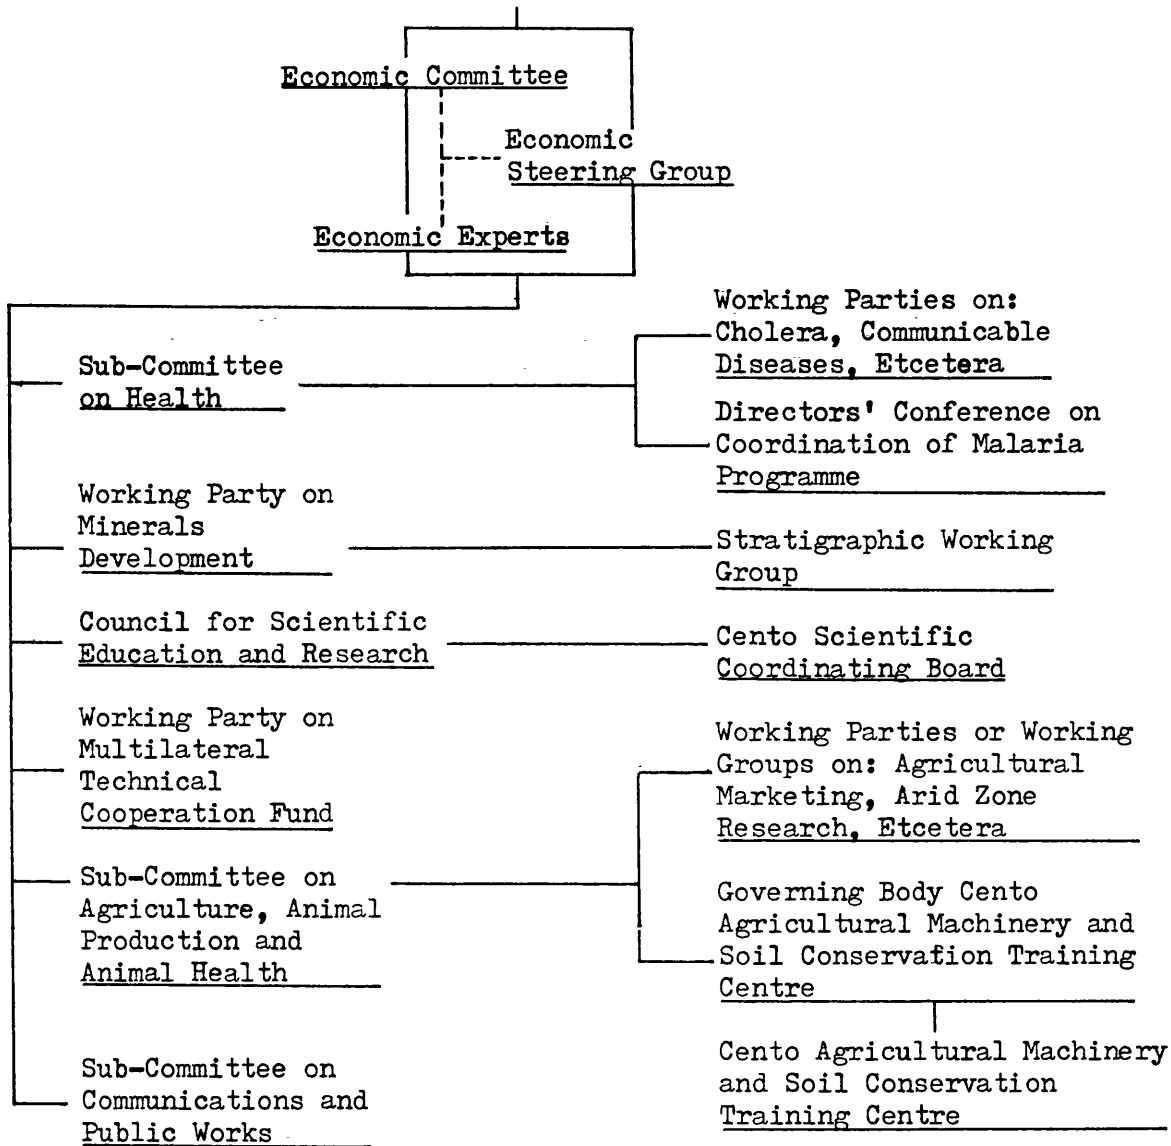 Economic Committee
Economic
Steering Group
Economic Experts
Sub-Committee
on Health
Working Parties on:
Cholera, Communicable
Diseases, Etcetera
Directors' Conference on
Coordination of Malaria
Programme
Working Party on
Minerals
Development
Stratigraphic Working
Group
Council for Scientific
Education and Research
Cento Scientific
Coordinating Board
Working Party on
Multilateral
Technical
Cooperation Fund
Working Parties or Working
Groups on: Agricultural
Marketing, Arid Zone
Research, Etcetera
Sub-Committee on
Agriculture, Animal
Production and
Animal Health
Governing Body Cento
Agricultural Machinery and
Soil Conservation Training
Centre
Cento Agricultural Machinery
and Soil Conservation
Training Centre
Sub-Committee on
Communications and
Public Works